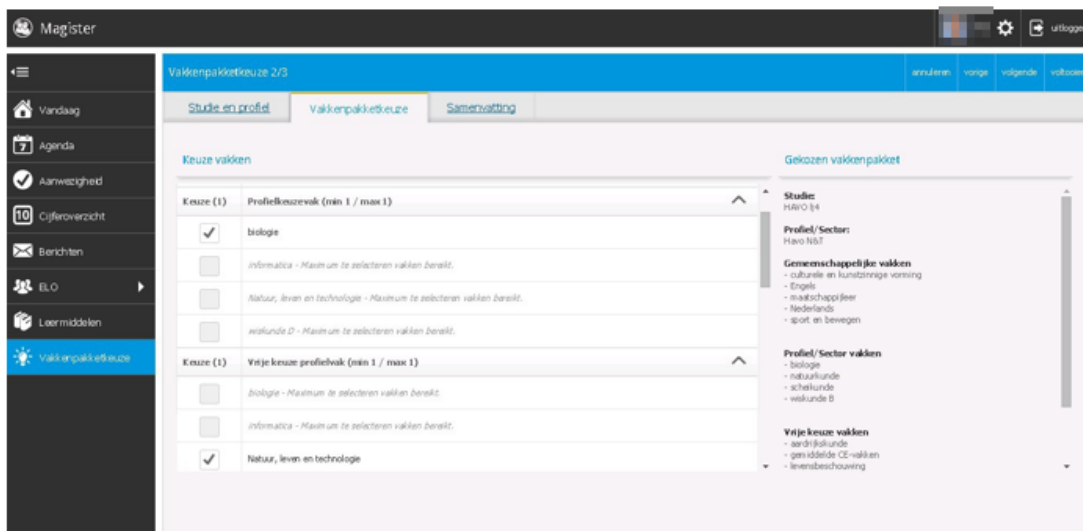 Magister
uitlogge
Vakkenpakketkeuze 2/3
annuleren vorige volgende voltooie
Vandaag
7 Agenda
Aanwezigheid
10 Cijferoverzicht
Berichten
ELO
Leermiddelen
Vakkenpakketkeuze
Studie en profiel Vakkenpakketkeuze Samenvatting
Keuze vakken
Keuze (1) Profielkeuzevak (min 1 / max 1)
biologie
informatica - Maximum te selecteren vakken bereikt.
Natuur, leven en technologie - Maximum te selecteren vakken bereikt.
wiskunde D - Maximum te selecteren vakken bereikt.
Keuze (1) Vrije keuze profielvak (min 1 / max 1)
biologie - Maximum te selecteren vakken bereikt.
informatica - Maximum te selecteren vakken bereikt.
Natuur, leven en technologie
Gekozen vakkenpakket
Studie:
HAVO lj4
Profiel/Sector:
Havo N&T
Gemeenschappelijke vakken
- culturele en kunstzinnige vorming
- Engels
- maatschappijleer
- Nederlands
- sport en bewegen
Profiel/Sector vakken
- biologie
- natuurkunde
- scheikunde
- wiskunde B
Vrije keuze vakken
- aardrijkskunde
- gemiddelde CE-vakken
- levensbeschouwing